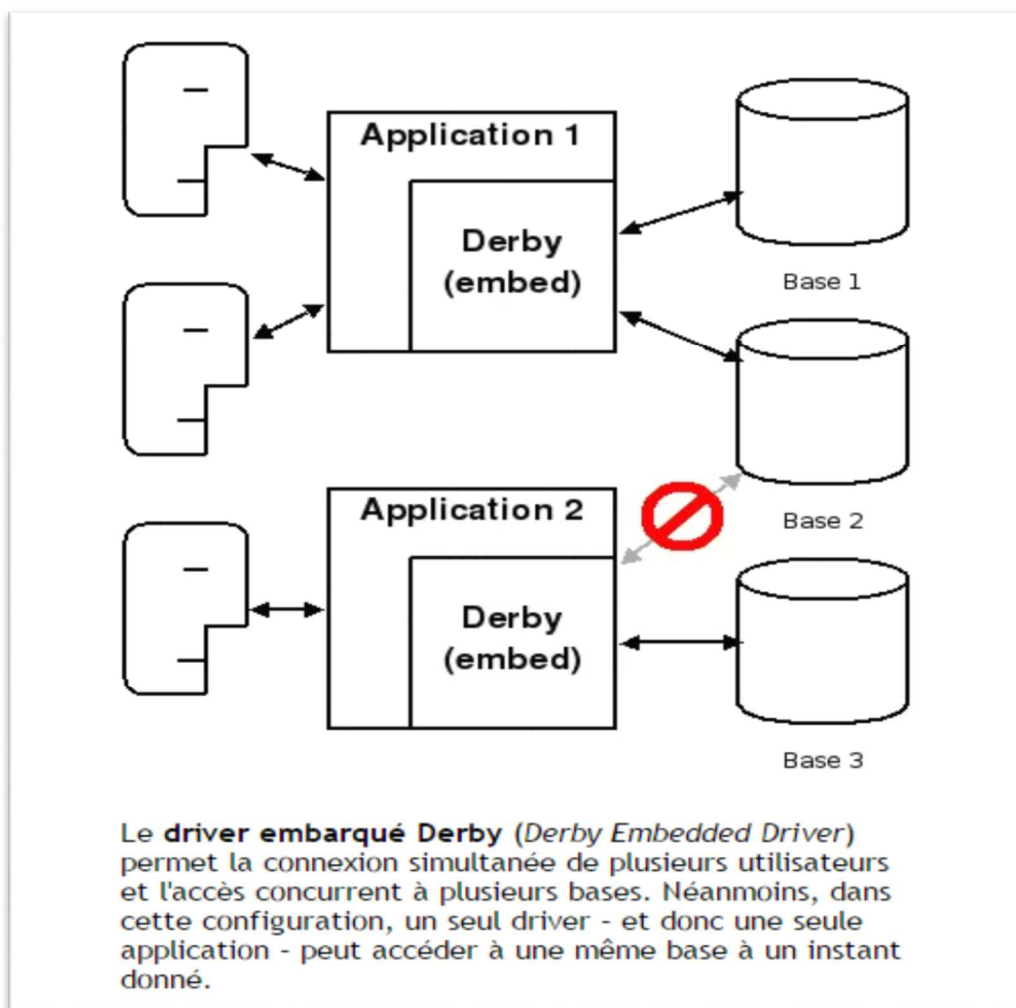 Application 1
Derby
(embed)
Base 1
Base 2
Application 2
Derby
(embed)
Base 3
Le driver embarqué Derby (Derby Embedded Driver)
permet la connexion simultanée de plusieurs utilisateurs
et l'accès concurrent à plusieurs bases. Néanmoins, dans
cette configuration, un seul driver - et donc une seule
application - peut accéder à une même base à un instant
donné.